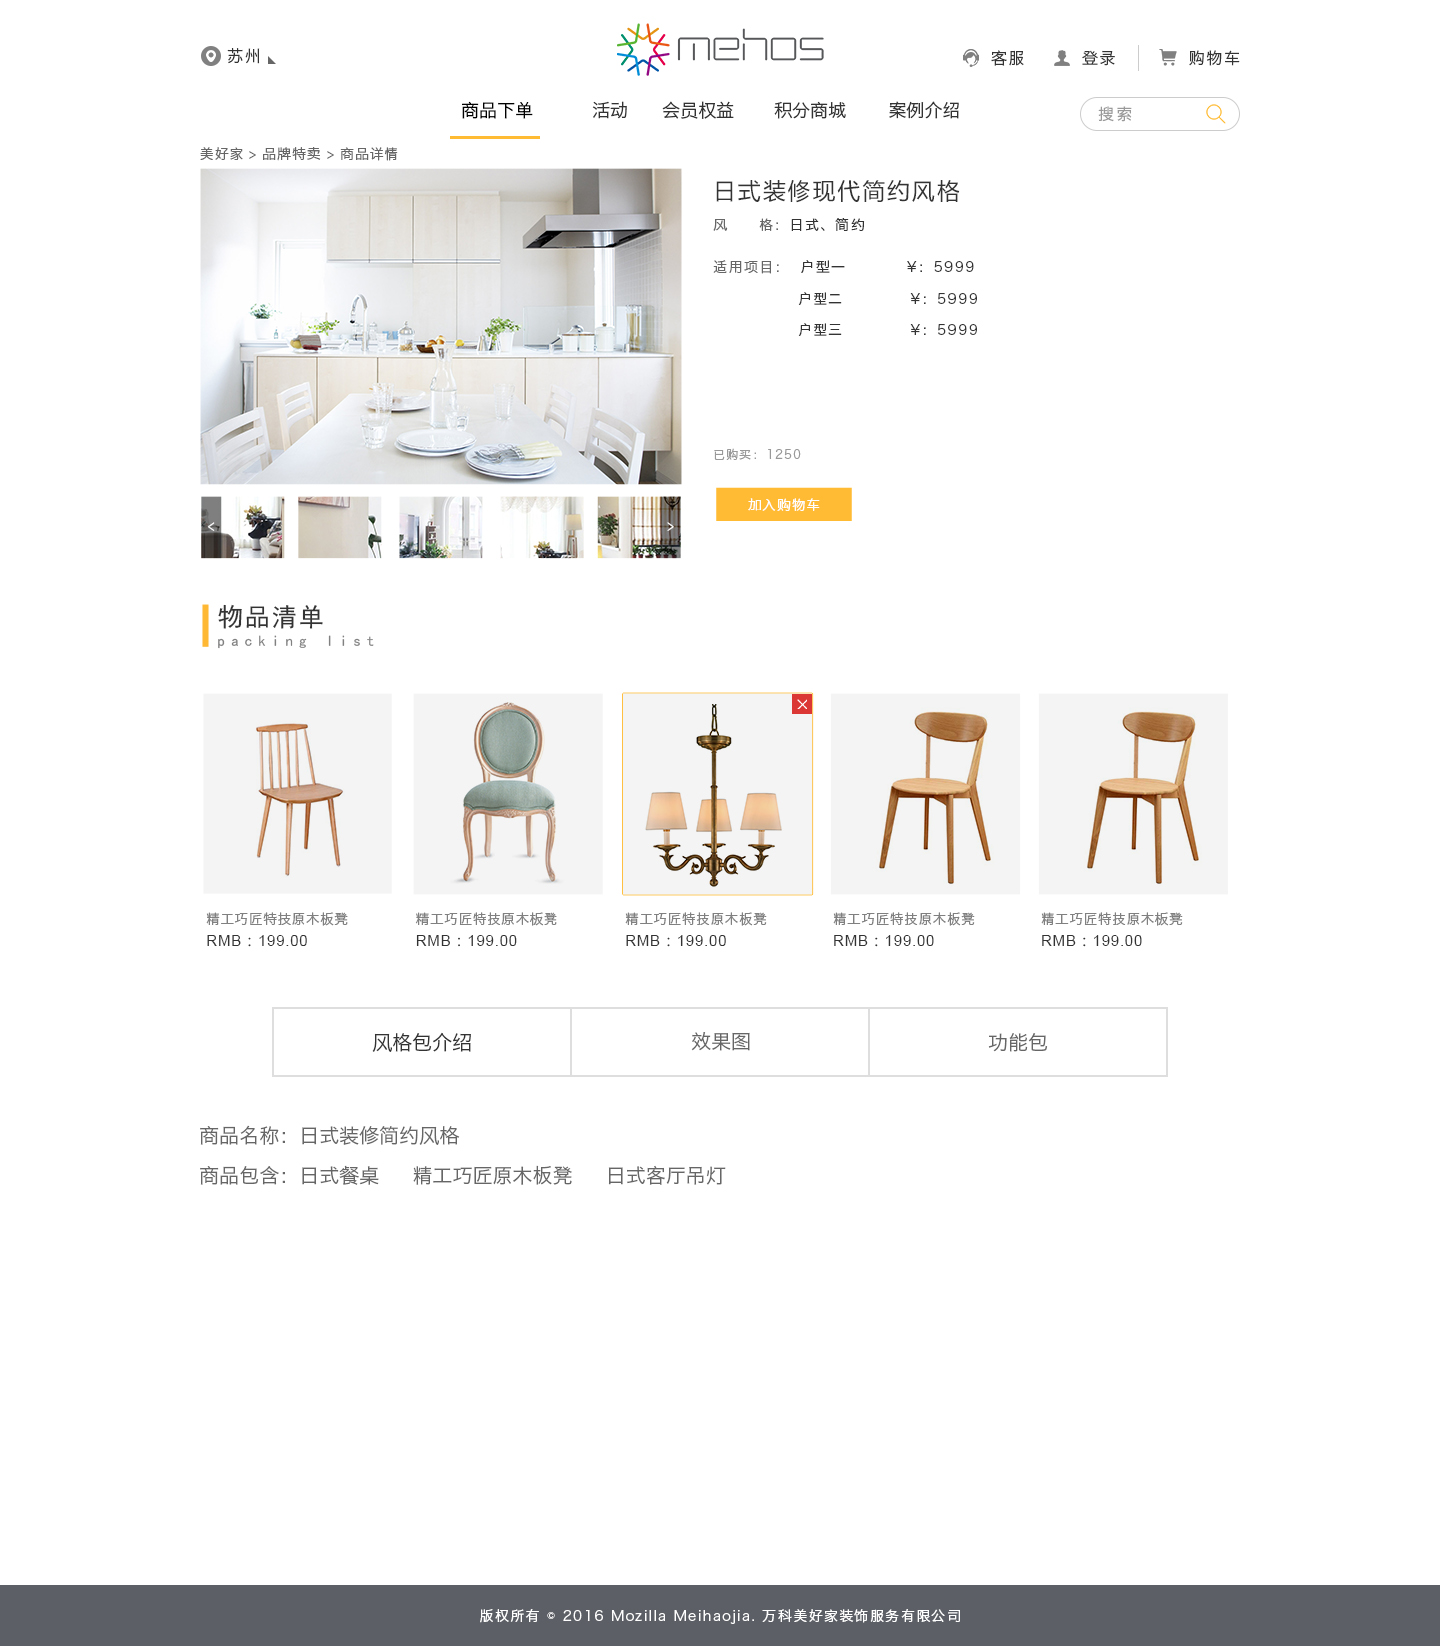 苏州
mehos
客服
登录
购物车
商品下单 活动 会员权益 积分商城 案例介绍
搜索
美好家 > 品牌特卖 > 商品详情
日式装修现代简约风格
风 格：日式、简约
适用项目： 户型一 ¥：5999
户型二 ¥：5999
户型三 ¥：5999
已购买：1250
加入购物车
物品清单
packing list
精工巧匠特技原木板凳 精工巧匠特技原木板凳 精工巧匠特技原木板凳 精工巧匠特技原木板凳 精工巧匠特技原木板凳
RMB : 199.00 RMB : 199.00 RMB : 199.00 RMB : 199.00 RMB : 199.00
风格包介绍 效果图 功能包
商品名称：日式装修简约风格
商品包含：日式餐桌 精工巧匠原木板凳 日式客厅吊灯
版权所有 © 2016 Mozilla Meihaojia. 万科美好家装饰服务有限公司